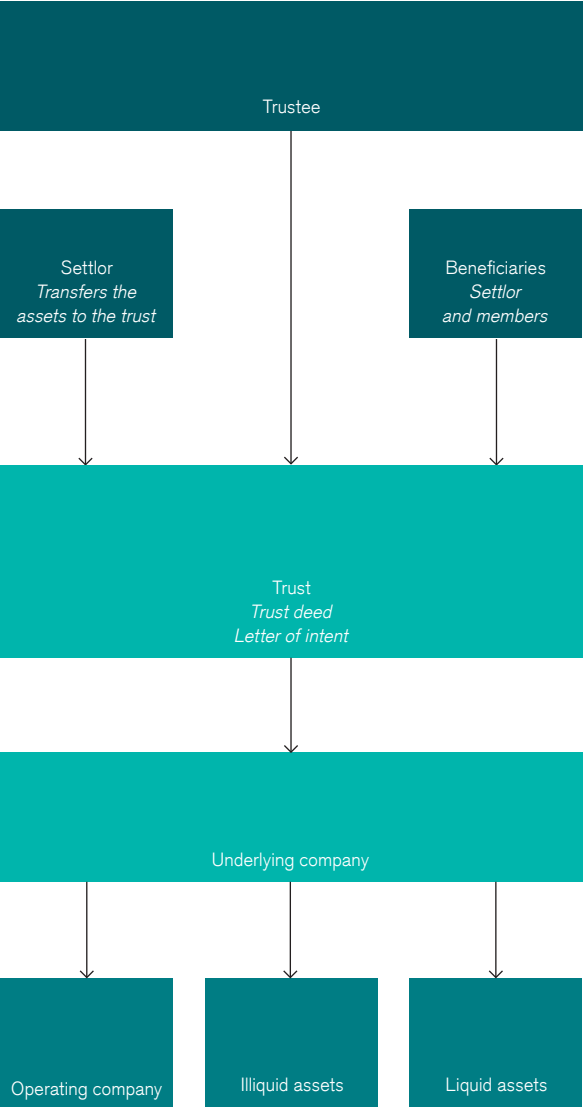 Trustee
Settlor
Transfers the
assets to the trust
Beneficiaries
Settlor
and members
Trust
Trust deed
Letter of intent
Underlying company
Operating company
Illiquid assets
Liquid assets